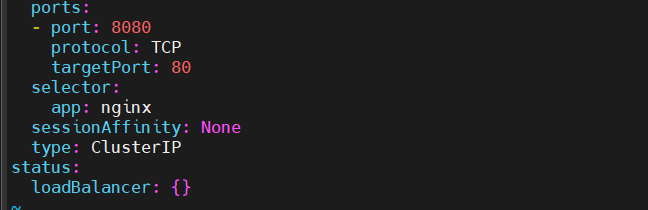 ports:
- port: 8080
protocol: TCP
targetPort: 80
selector:
app: nginx
sessionAffinity: None
type: ClusterIP
status:
loadBalancer: {}
~